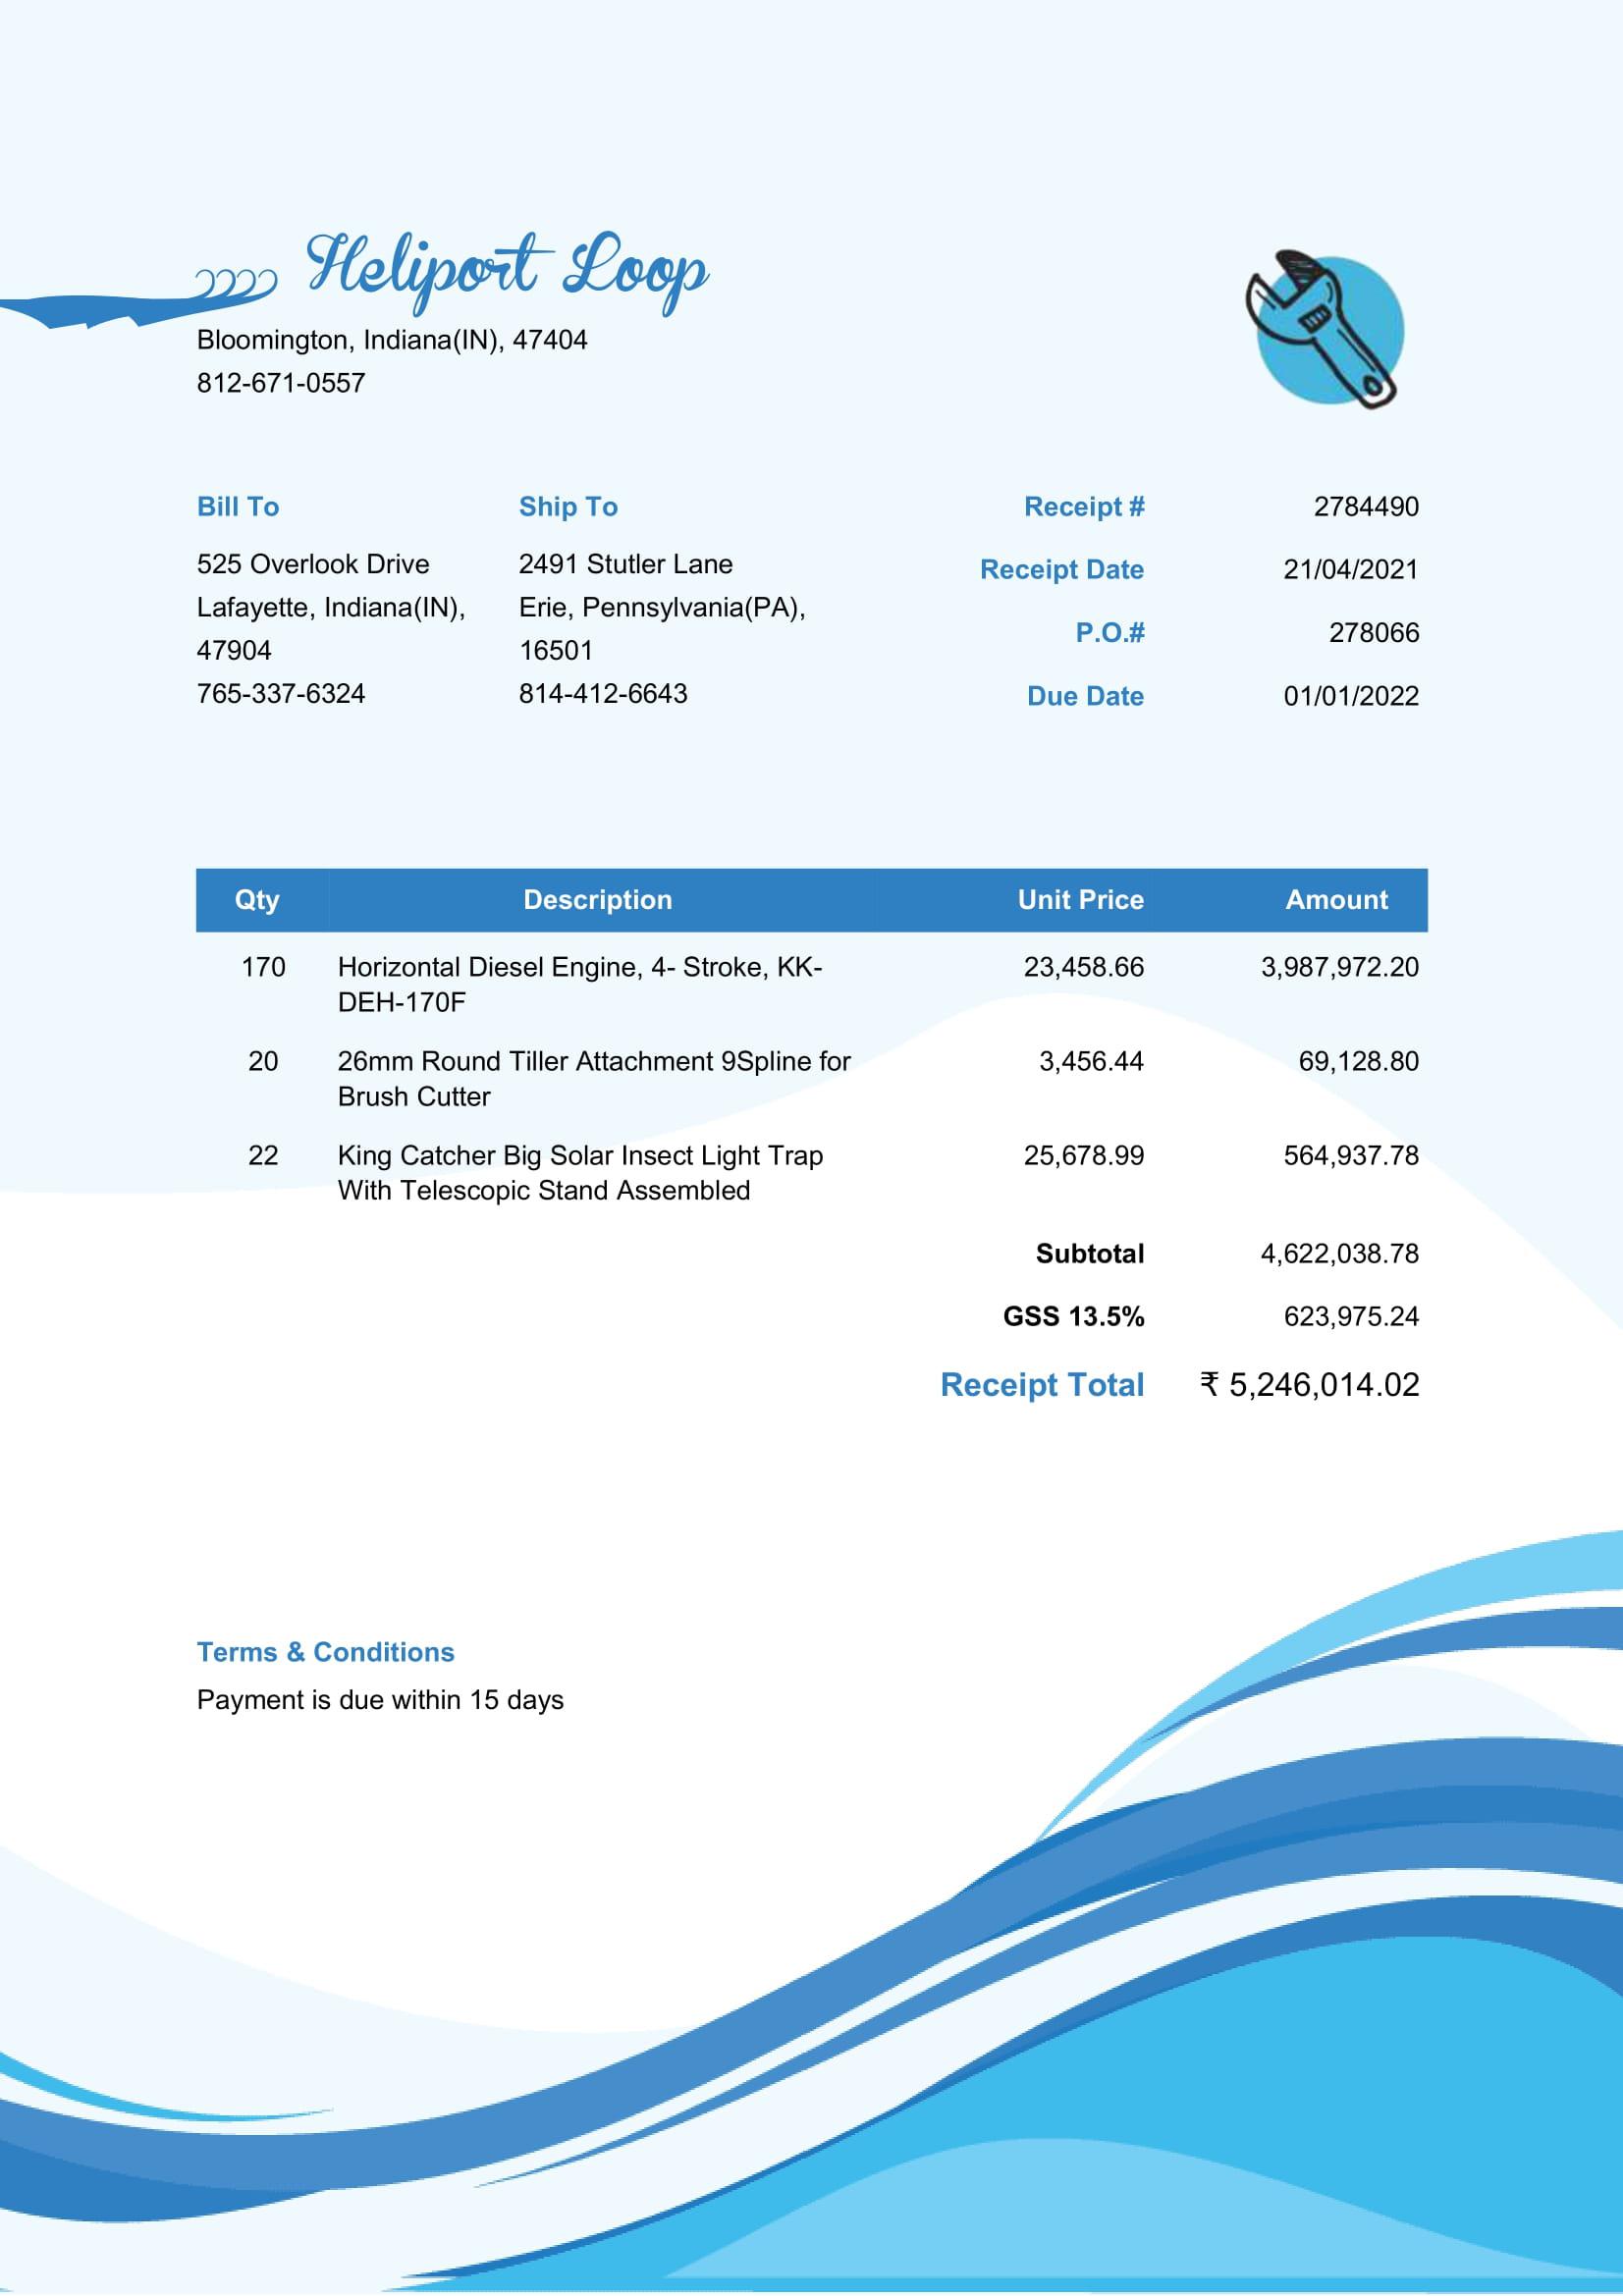 Heliport Loop
Bloomington, Indiana(IN), 47404
812-671-0557
Bill To
525 Overlook Drive
Lafayette, Indiana(IN),
47904
765-337-6324
Ship To
2491 Stutler Lane
Erie, Pennsylvania(PA),
16501
814-412-6643
Receipt # 2784490
Receipt Date 21/04/2021
P.O.# 278066
Due Date 01/01/2022
Qty Description Unit Price Amount
170 Horizontal Diesel Engine, 4- Stroke, KK- 23,458.66 3,987,972.20
DEH-170F
20 26mm Round Tiller Attachment 9Spline for 3,456.44 69,128.80
Brush Cutter
22 King Catcher Big Solar Insect Light Trap 25,678.99 564,937.78
With Telescopic Stand Assembled
Subtotal 4,622,038.78
GSS 13.5% 623,975.24
Receipt Total ₹ 5,246,014.02
Terms & Conditions
Payment is due within 15 days